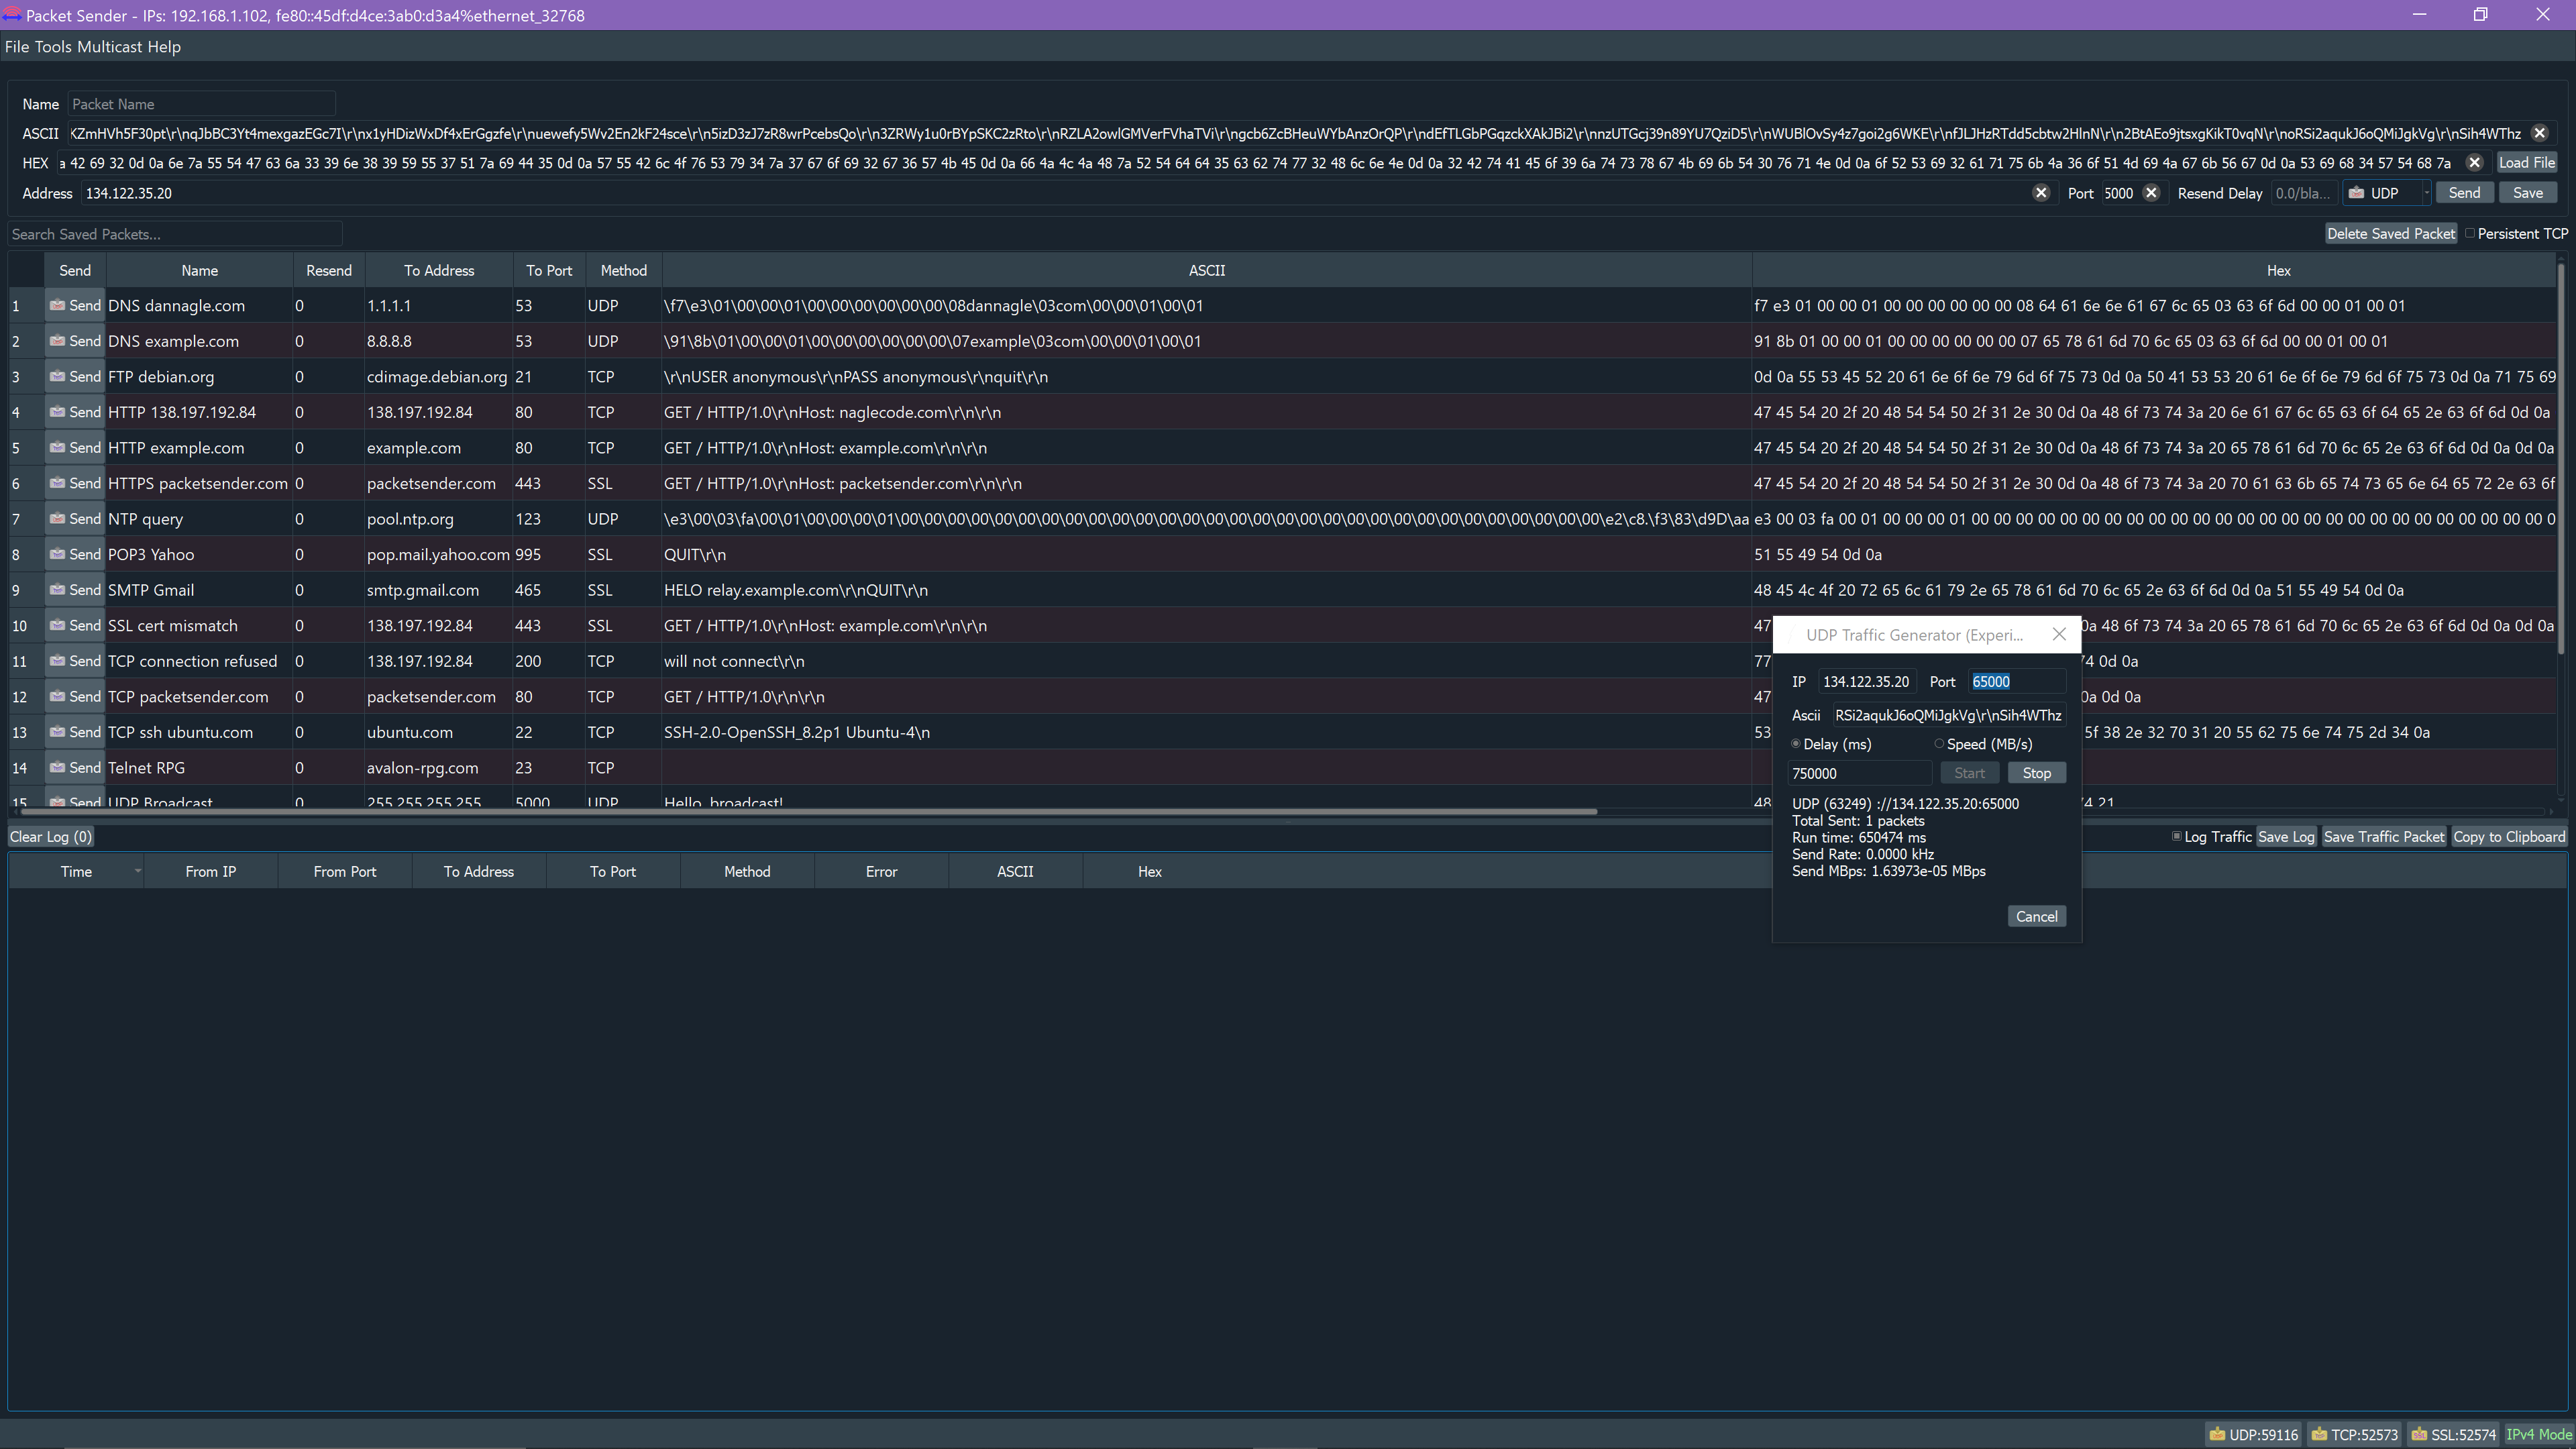 Packet Sender - IPs: 192.168.1.102, fe80::45df:d4ce:3ab0:d3a4%ethernet_32768
File Tools Multicast Help
Name Packet Name
ASCII KZmHVh5F30pt\r\nqJbBC3Yt4mexgazEGc7I\r\nx1yHDizWxDf4xErGgzfe\r\nuewefy5Wv2En2kF24sce\r\n5izD3zJ7zR8wrPcebsQo\r\n3ZRWy1u0rBYpSKC2zRto\r\nRZLA2owlGMVerFVhaTVi\r\ngcb6ZcBHeuWYbAnzOrQP\r\ndEfTLGbPGqzckXAkJBi2\r\nnzUTGcj39n89YU7QziD5\r\nWUBlOvSy4z7goi2g6WKE\r\nfJLJHzRTdd5cbtw2HlnN\r\n2BtAEo9jtsxgKikT0vqN\r\noRSi2aqukJ6oQMiJgkVg\r\nSih4WThz
HEX a 42 69 32 0d 0a 6e 7a 55 54 47 63 6a 33 39 6e 38 39 59 55 37 51 7a 69 44 35 0d 0a 57 55 42 6c 4f 76 53 79 34 7a 37 67 6f 69 32 67 36 57 4b 45 0d 0a 66 4a 4c 4a 48 7a 52 54 64 64 35 63 62 74 77 32 48 6c 6e 4e 0d 0a 32 42 74 41 45 6f 39 6a 74 73 78 67 4b 69 6b 54 30 76 71 4e 0d 0a 6f 52 53 69 32 61 71 75 6b 4a 36 6f 51 4d 69 4a 67 6b 56 67 0d 0a 53 69 68 34 57 54 68 7a Load File
Address 134.122.35.20 Port 5000 Resend Delay 0.0/bla... UDP Send Save
Search Saved Packets... Delete Saved Packet Persistent TCP
Send Name Resend To Address To Port Method ASCII Hex
1 Send DNS dannagle.com 0 1.1.1.1 53 UDP \f7\e3\01\00\00\01\00\00\00\00\00\00\08dannagle\03com\00\00\01\00\01 f7 e3 01 00 00 01 00 00 00 00 00 00 08 64 61 6e 6e 61 67 6c 65 03 63 6f 6d 00 00 01 00 01
2 Send DNS example.com 0 8.8.8.8 53 UDP \91\8b\01\00\00\01\00\00\00\00\00\00\07example\03com\00\00\01\00\01 91 8b 01 00 00 01 00 00 00 00 00 00 07 65 78 61 6d 70 6c 65 03 63 6f 6d 00 00 01 00 01
3 Send FTP debian.org 0 cdimage.debian.org 21 TCP \r\nUSER anonymous\r\nPASS anonymous\r\nquit\r\n 0d 0a 55 53 45 52 20 61 6e 6f 6e 79 6d 6f 75 73 0d 0a 50 41 53 53 20 61 6e 6f 6e 79 6d 6f 75 73 0d 0a 71 75 69
4 Send HTTP 138.197.192.84 0 138.197.192.84 80 TCP GET / HTTP/1.0\r\nHost: naglecode.com\r\n\r\n 47 45 54 20 2f 20 48 54 54 50 2f 31 2e 30 0d 0a 48 6f 73 74 3a 20 6e 61 67 6c 65 63 6f 64 65 2e 63 6f 6d 0d 0a
5 Send HTTP example.com 0 example.com 80 TCP GET / HTTP/1.0\r\nHost: example.com\r\n\r\n 47 45 54 20 2f 20 48 54 54 50 2f 31 2e 30 0d 0a 48 6f 73 74 3a 20 65 78 61 6d 70 6c 65 2e 63 6f 6d 0d 0a 0d 0a
6 Send HTTPS packetsender.com 0 packetsender.com 443 SSL GET / HTTP/1.0\r\nHost: packetsender.com\r\n\r\n 47 45 54 20 2f 20 48 54 54 50 2f 31 2e 30 0d 0a 48 6f 73 74 3a 20 70 61 63 6b 65 74 73 65 6e 64 65 72 2e 63 6f
7 Send NTP query 0 pool.ntp.org 123 UDP \e3\00\03\fa\00\01\00\00\00\01\00\00\00\00\00\00\00\00\00\00\00\00\00\00\00\00\00\00\00\00\00\00\00\00\00\00\00\00\00\00\e2\c8.\f3\83\d9D\aa e3 00 03 fa 00 01 00 00 00 01 00 00 00 00 00 00 00 00 00 00 00 00 00 00 00 00 00 00 00 00 00 00 00 00 00 00 0
8 Send POP3 Yahoo 0 pop.mail.yahoo.com 995 SSL QUIT\r\n 51 55 49 54 0d 0a
9 Send SMTP Gmail 0 smtp.gmail.com 465 SSL HELO relay.example.com\r\nQUIT\r\n 48 45 4c 4f 20 72 65 6c 61 79 2e 65 78 61 6d 70 6c 65 2e 63 6f 6d 0d 0a 51 55 49 54 0d 0a
10 Send SSL cert mismatch 0 138.197.192.84 443 SSL GET / HTTP/1.0\r\nHost: example.com\r\n\r\n 47 0a 48 6f 73 74 3a 20 65 78 61 6d 70 6c 65 2e 63 6f 6d 0d 0a 0d 0a
11 Send TCP connection refused 0 138.197.192.84 200 TCP will not connect\r\n 77 74 0d 0a
12 Send TCP packetsender.com 0 packetsender.com 80 TCP GET / HTTP/1.0\r\n\r\n 47 0a 0d 0a
13 Send TCP ssh ubuntu.com 0 ubuntu.com 22 TCP SSH-2.0-OpenSSH_8.2p1 Ubuntu-4\n 53 5f 38 2e 32 70 31 20 55 62 75 6e 74 75 2d 34 0a
14 Send Telnet RPG 0 avalon-rpg.com 23 TCP
15 Send UDP Broadcast 0 255.255.255.255 5000 UDP Hello, broadcast! 48 74 21
UDP Traffic Generator (Experi...
IP 134.122.35.20 Port 65000
Ascii RSi2aqukJ6oQMiJgkVg\r\nSih4WThz
Delay (ms) Speed (MB/s)
750000 Start Stop
UDP (63249) ://134.122.35.20:65000
Total Sent: 1 packets
Run time: 650474 ms
Send Rate: 0.0000 kHz
Send MBps: 1.63973e-05 MBps
Cancel
Clear Log (0) Log Traffic Save Log Save Traffic Packet Copy to Clipboard
Time From IP From Port To Address To Port Method Error ASCII Hex
UDP:59116 TCP:52573 SSL:52574 IPv4 Mode